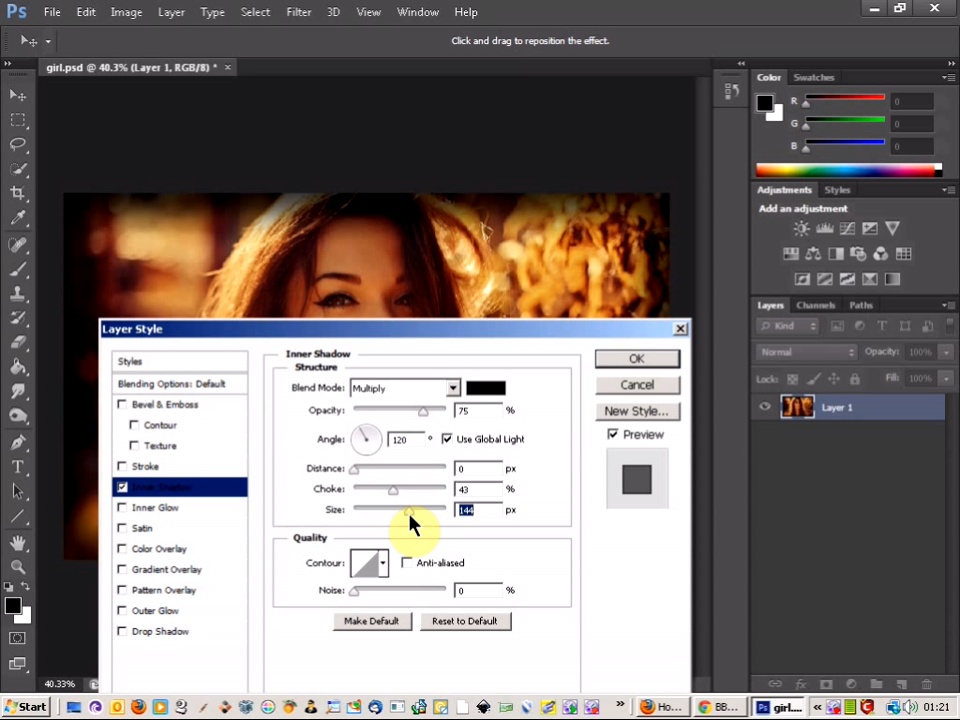 Ps File Edit Image Layer Type Select Filter 3D View Window Help
Click and drag to reposition the effect.
girl.psd @ 40.3% (Layer 1, RGB/8) *
Color Swatches
R 0
G 0
B 0
Adjustments Styles
Add an adjustment
Layers Channels Paths
Kind
Normal Opacity: 100%
Lock: Fill: 100%
Layer 1
Layer Style
Styles
Blending Options: Default
Bevel & Emboss
Contour
Texture
Stroke
Inner Shadow
Inner Glow
Satin
Color Overlay
Gradient Overlay
Pattern Overlay
Outer Glow
Drop Shadow
Inner Shadow
Structure
Blend Mode: Multiply
Opacity: 75 %
Angle: 120 ° Use Global Light
Distance: 0 px
Choke: 43 %
Size: 144 px
Quality
Contour: Anti-aliased
Noise: 0 %
Make Default Reset to Default
OK
Cancel
New Style...
Preview
40.33%
Start Ho... BB... Ps girl.... 01:21